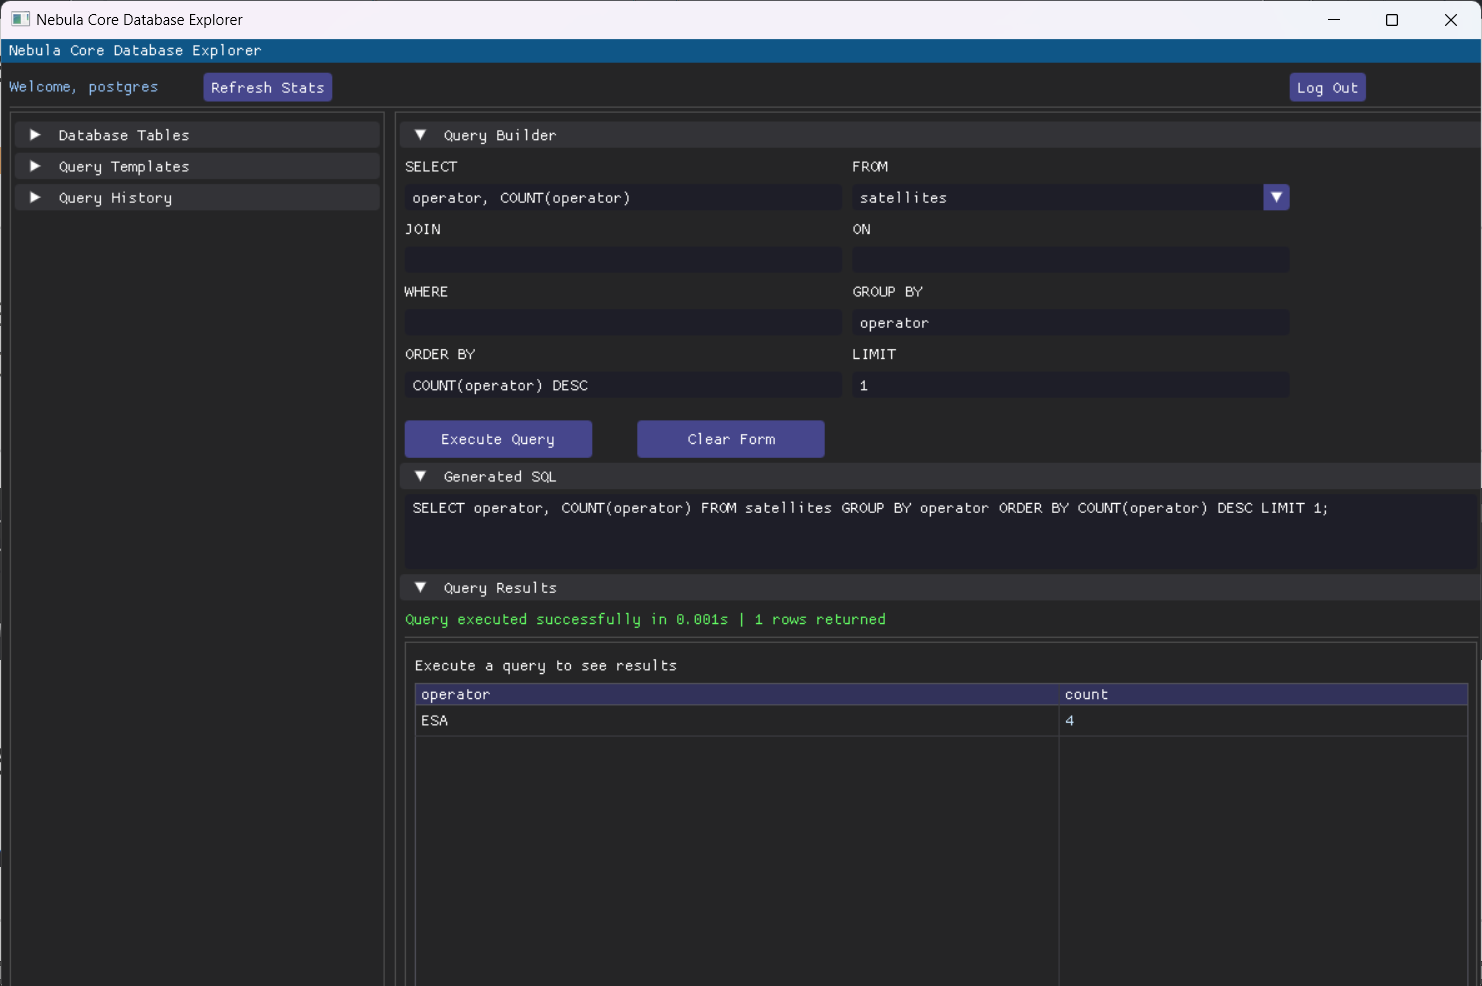 Nebula Core Database Explorer
Nebula Core Database Explorer
Welcome, postgres Refresh Stats Log Out
Database Tables
Query Templates
Query History
Query Builder
SELECT FROM
operator, COUNT(operator) satellites
JOIN ON
WHERE GROUP BY
operator
ORDER BY LIMIT
COUNT(operator) DESC 1
Execute Query Clear Form
Generated SQL
SELECT operator, COUNT(operator) FROM satellites GROUP BY operator ORDER BY COUNT(operator) DESC LIMIT 1;
Query Results
Query executed successfully in 0.001s | 1 rows returned
Execute a query to see results
operator count
ESA 4